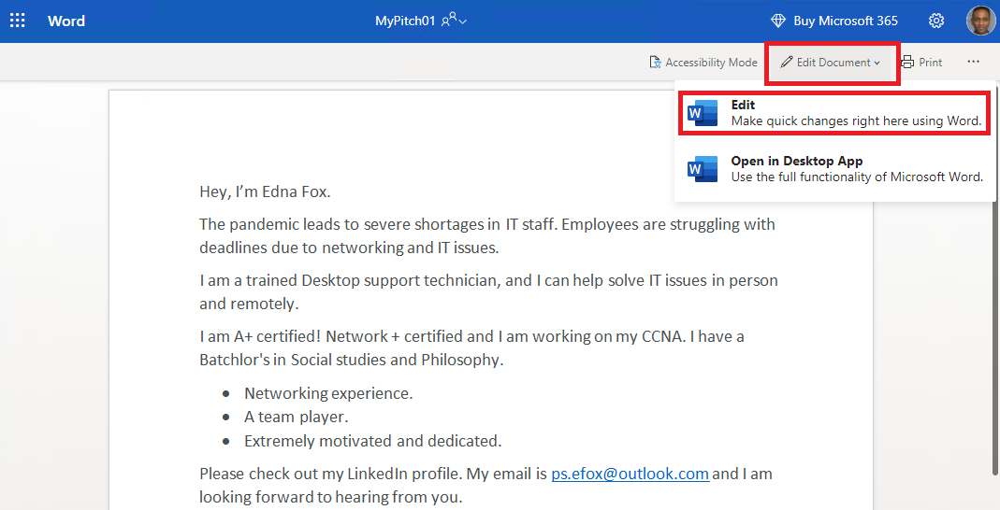 Word
MyPitch01
Buy Microsoft 365
Accessibility Mode
Edit Document
Print
W
Edit
Make quick changes right here using Word.
W
Open in Desktop App
Use the full functionality of Microsoft Word.
Hey, I’m Edna Fox.
The pandemic leads to severe shortages in IT staff. Employees are struggling with
deadlines due to networking and IT issues.
I am a trained Desktop support technician, and I can help solve IT issues in person
and remotely.
I am A+ certified! Network + certified and I am working on my CCNA. I have a
Batchlor's in Social studies and Philosophy.
• Networking experience.
• A team player.
• Extremely motivated and dedicated.
Please check out my LinkedIn profile. My email is ps.efox@outlook.com and I am
looking forward to hearing from you.